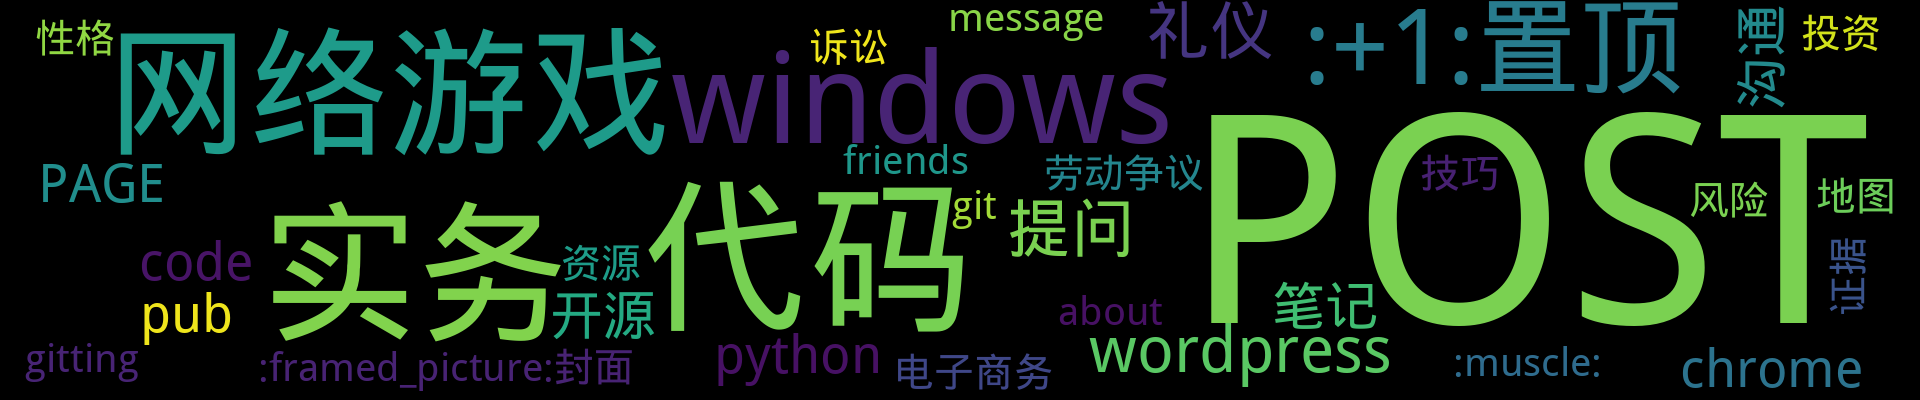 性格
网络游戏
windows
诉讼
message
礼仪
:+1:置顶
沟通
投资
PAGE
friends
劳动争议
POST
技巧
风险
地图
code
实务
资源
代码
git
提问
证据
pub
开源
about
笔记
gitting
:framed_picture:封面
python
电子商务
wordpress
:muscle:
chrome